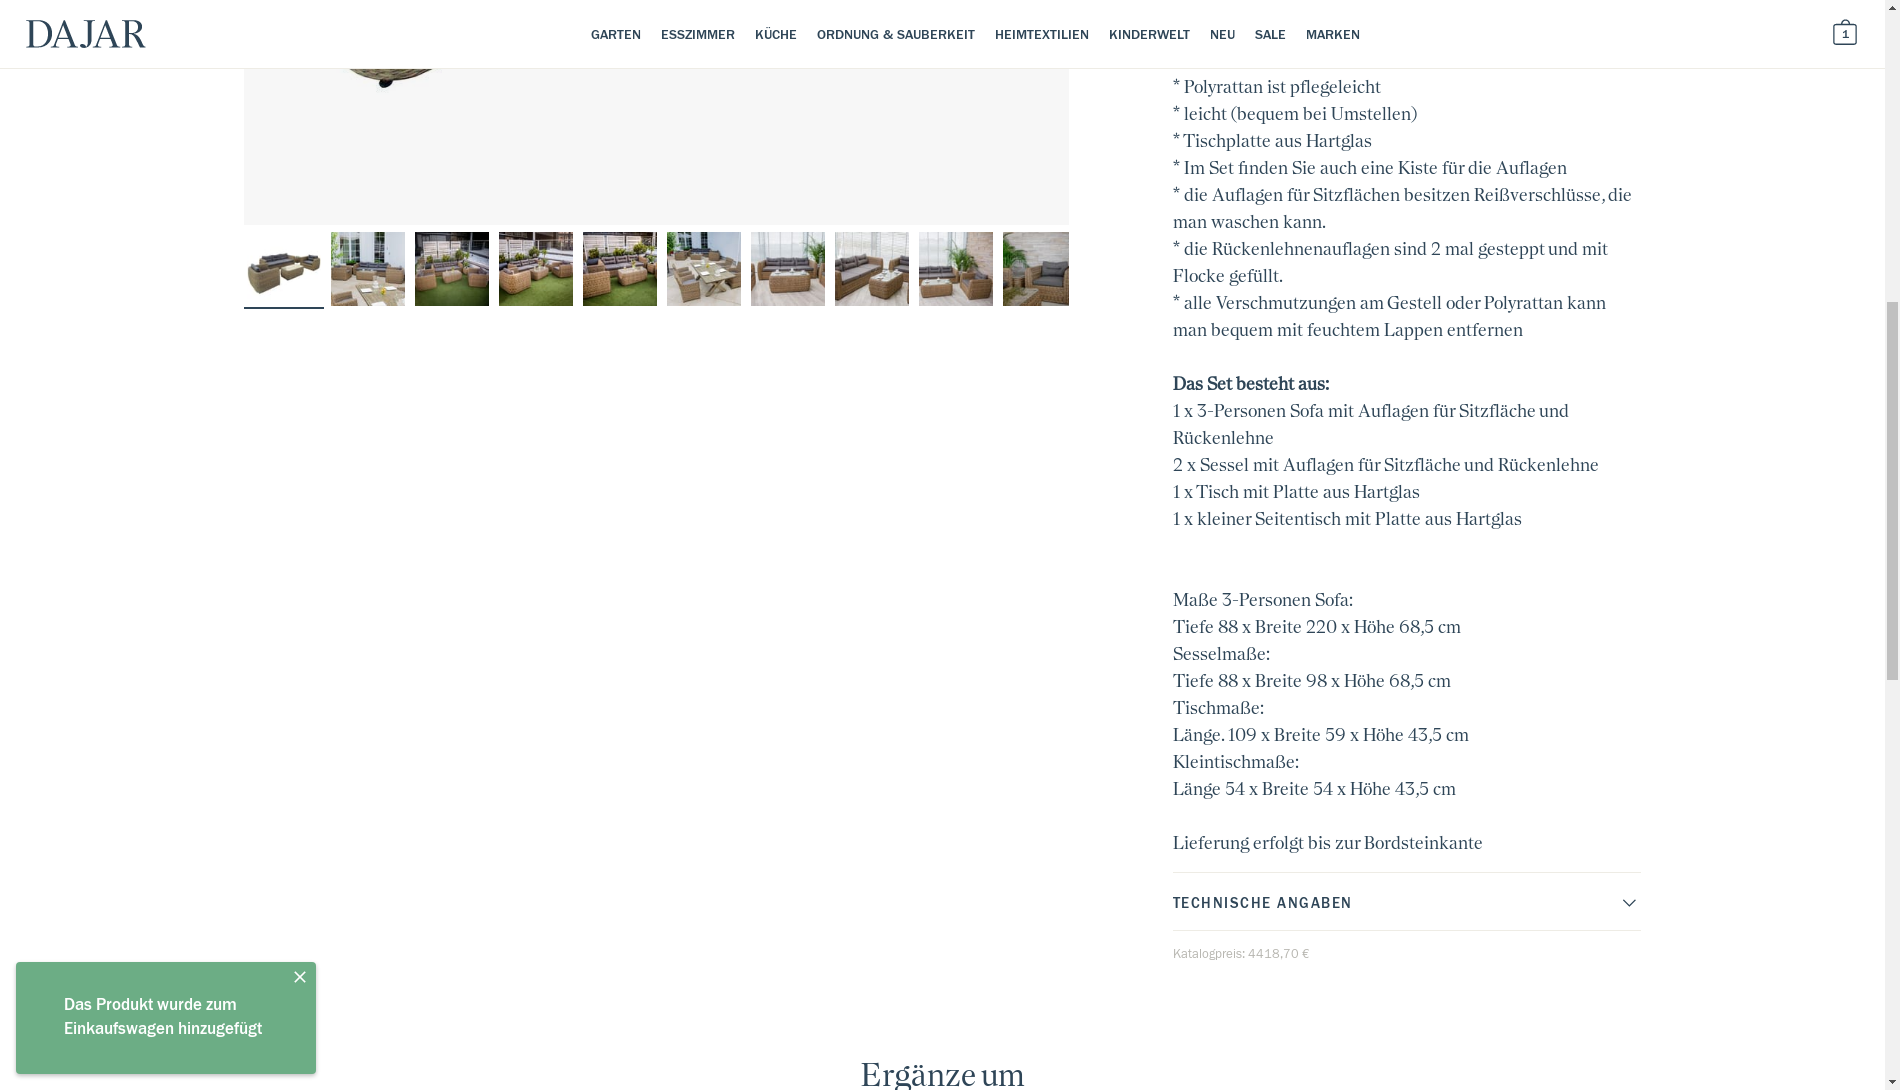 DAJAR
GARTEN ESSZIMMER KÜCHE ORDNUNG & SAUBERKEIT HEIMTEXTILIEN KINDERWELT NEU SALE MARKEN
1
* Polyrattan ist pflegeleicht
* leicht (bequem bei Umstellen)
* Tischplatte aus Hartglas
* Im Set finden Sie auch eine Kiste für die Auflagen
* die Auflagen für Sitzflächen besitzen Reißverschlüsse, die
man waschen kann.
* die Rückenlehnenauflagen sind 2 mal gesteppt und mit
Flocke gefüllt.
* alle Verschmutzungen am Gestell oder Polyrattan kann
man bequem mit feuchtem Lappen entfernen
Das Set besteht aus:
1 x 3-Personen Sofa mit Auflagen für Sitzfläche und
Rückenlehne
2 x Sessel mit Auflagen für Sitzfläche und Rückenlehne
1 x Tisch mit Platte aus Hartglas
1 x kleiner Seitentisch mit Platte aus Hartglas
Maße 3-Personen Sofa:
Tiefe 88 x Breite 220 x Höhe 68,5 cm
Sesselmaße:
Tiefe 88 x Breite 98 x Höhe 68,5 cm
Tischmaße:
Länge. 109 x Breite 59 x Höhe 43,5 cm
Kleintischmaße:
Länge 54 x Breite 54 x Höhe 43,5 cm
Lieferung erfolgt bis zur Bordsteinkante
TECHNISCHE ANGABEN
Katalogpreis: 4418,70 €
Das Produkt wurde zum
Einkaufswagen hinzugefügt
Ergänze um